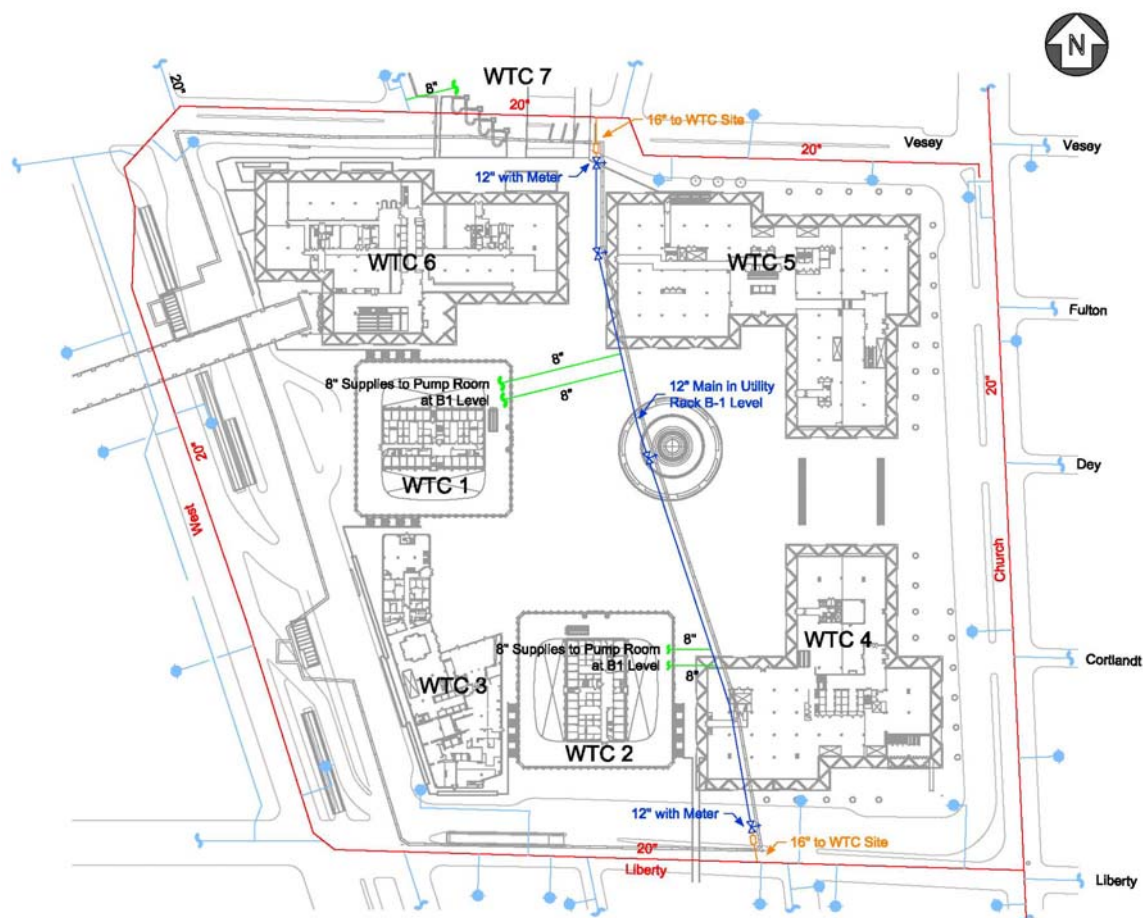 N
WTC 7
20"
8"
20"
16" to WTC Site
Vesey
Vesey
20"
12" with Meter
WTC 6
WTC 5
Fulton
8"
8" Supplies to Pump Room
at B1 Level
8"
12" Main in Utility
Rack B-1 Level
20"
20"
Dey
WTC 1
West
Church
8"
8" Supplies to Pump Room
at B1 Level
8"
WTC 4
Cortlandt
WTC 3
WTC 2
12" with Meter
16" to WTC Site
20"
Liberty
Liberty